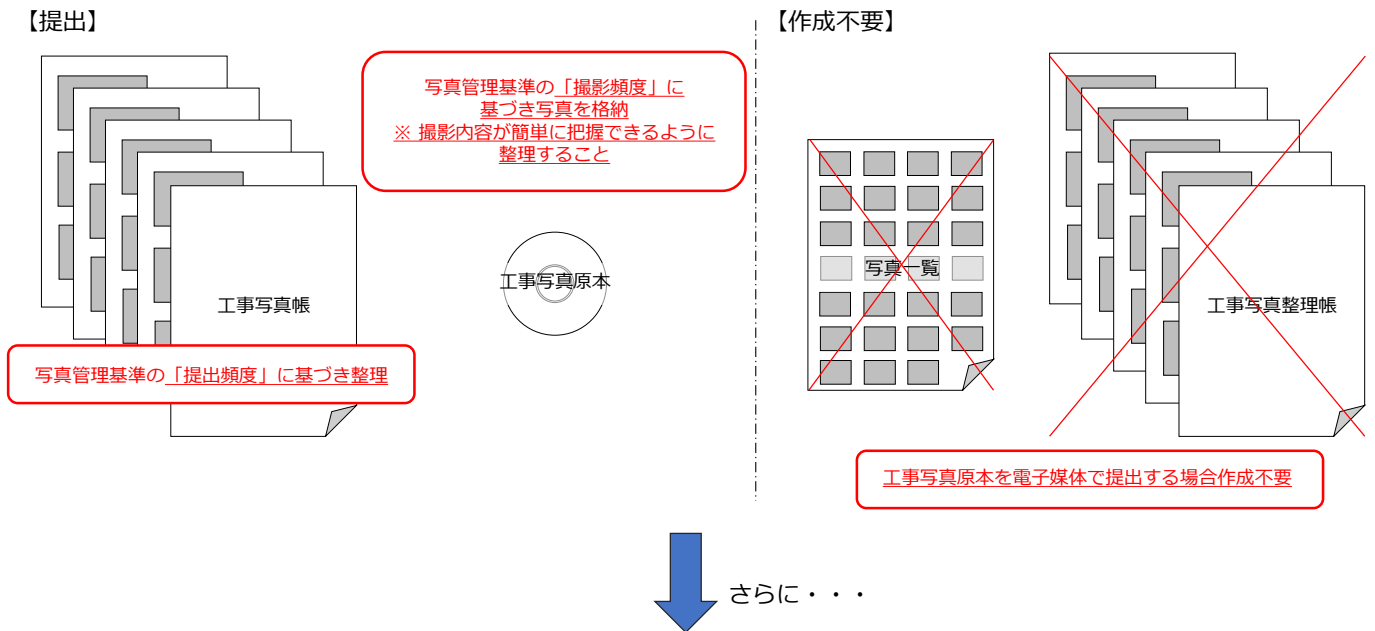 【提出】
写真管理基準の「撮影頻度」に
基づき写真を格納
※ 撮影内容が簡単に把握できるように
整理すること
工事写真原本
工事写真帳
写真管理基準の「提出頻度」に基づき整理
【作成不要】
写真一覧
工事写真整理帳
工事写真原本を電子媒体で提出する場合作成不要
さらに・・・